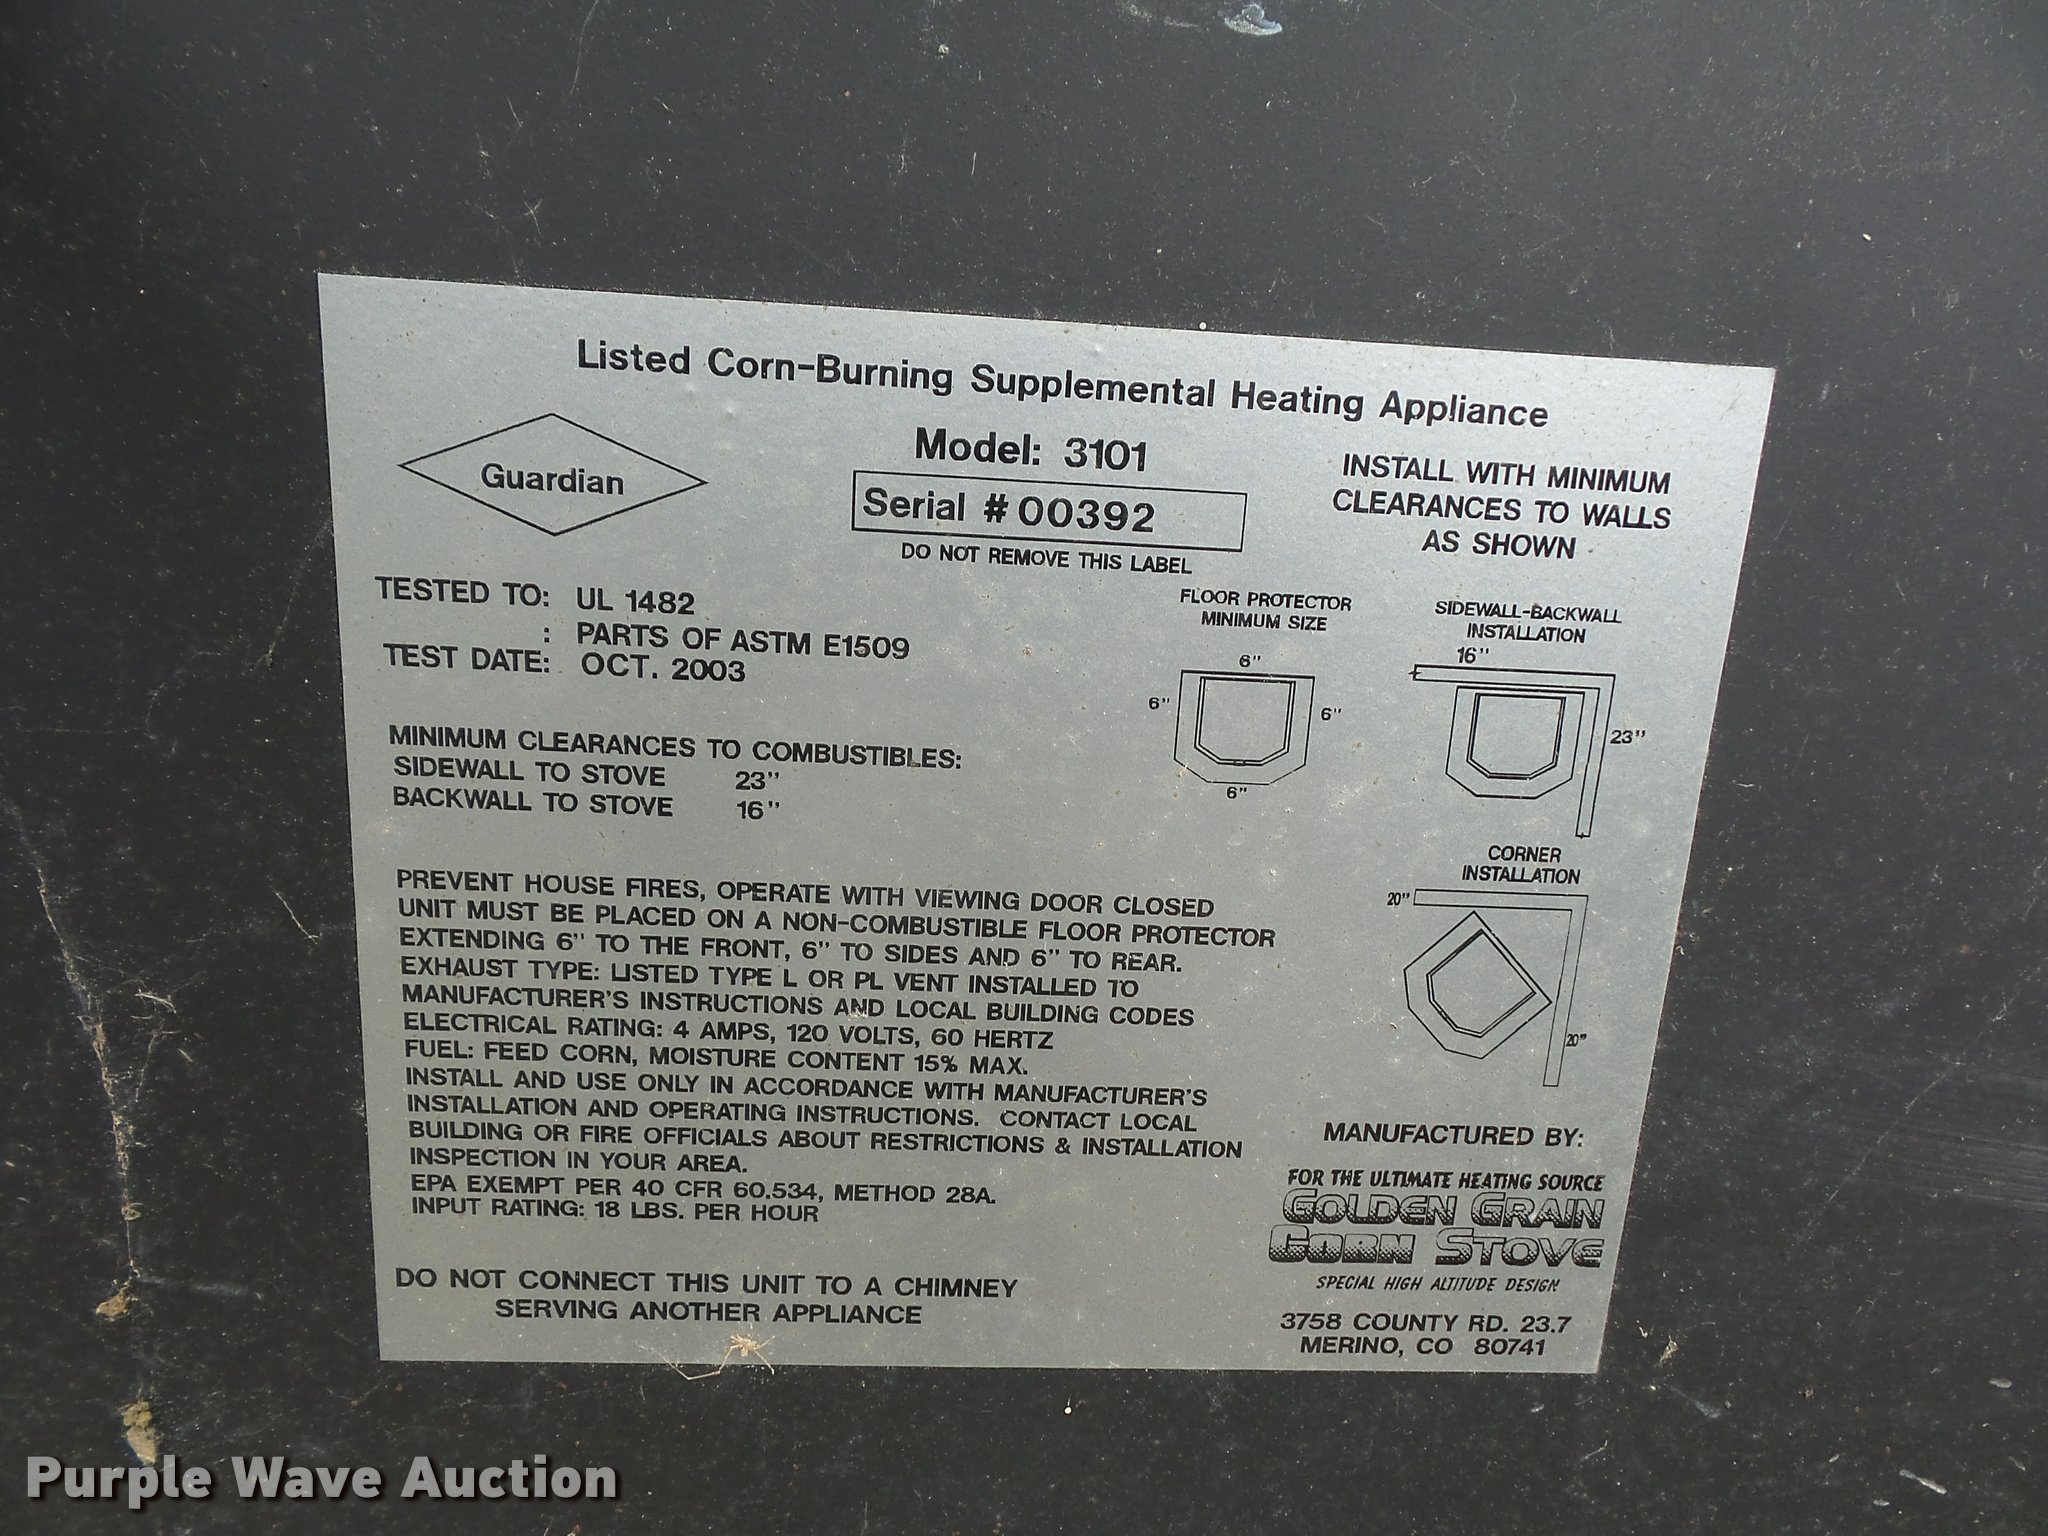 Listed Corn-Burning Supplemental Heating Appliance
Guardian
Model: 3101
Serial # 00392
DO NOT REMOVE THIS LABEL
INSTALL WITH MINIMUM
CLEARANCES TO WALLS
AS SHOWN
TESTED TO: UL 1482
: PARTS OF ASTM E1509
TEST DATE: OCT. 2003
FLOOR PROTECTOR
MINIMUM SIZE
6"
6"
6"
6"
SIDEWALL-BACKWALL
INSTALLATION
16"
23"
MINIMUM CLEARANCES TO COMBUSTIBLES:
SIDEWALL TO STOVE 23"
BACKWALL TO STOVE 16"
CORNER
INSTALLATION
20"
20"
PREVENT HOUSE FIRES, OPERATE WITH VIEWING DOOR CLOSED
UNIT MUST BE PLACED ON A NON-COMBUSTIBLE FLOOR PROTECTOR
EXTENDING 6" TO THE FRONT, 6" TO SIDES AND 6" TO REAR.
EXHAUST TYPE: LISTED TYPE L OR PL VENT INSTALLED TO
MANUFACTURER'S INSTRUCTIONS AND LOCAL BUILDING CODES
ELECTRICAL RATING: 4 AMPS, 120 VOLTS, 60 HERTZ
FUEL: FEED CORN, MOISTURE CONTENT 15% MAX.
INSTALL AND USE ONLY IN ACCORDANCE WITH MANUFACTURER'S
INSTALLATION AND OPERATING INSTRUCTIONS. CONTACT LOCAL
BUILDING OR FIRE OFFICIALS ABOUT RESTRICTIONS & INSTALLATION
INSPECTION IN YOUR AREA.
EPA EXEMPT PER 40 CFR 60.534, METHOD 28A.
INPUT RATING: 18 LBS. PER HOUR
DO NOT CONNECT THIS UNIT TO A CHIMNEY
SERVING ANOTHER APPLIANCE
MANUFACTURED BY:
FOR THE ULTIMATE HEATING SOURCE
GOLDEN GRAIN
CORN STOVE
SPECIAL HIGH ALTITUDE DESIGN
3758 COUNTY RD. 23.7
MERINO, CO 80741
Purple Wave Auction